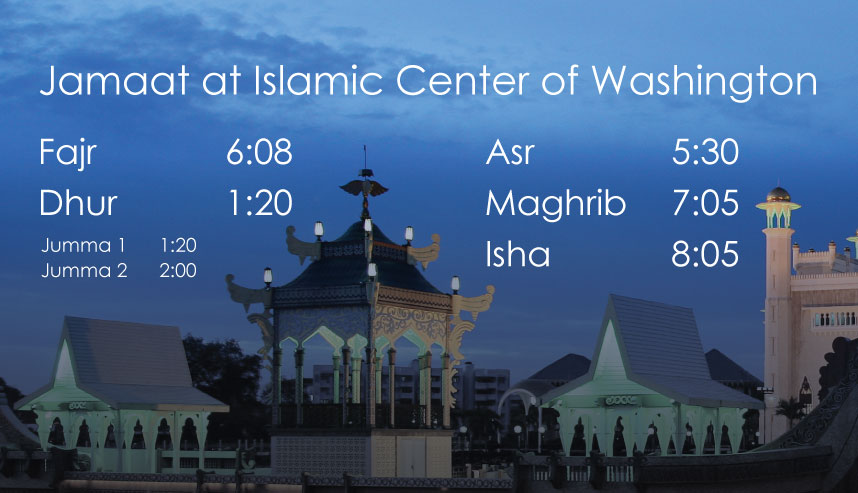 Jamaat at Islamic Center of Washington
Fajr 6:08
Dhur 1:20
Jumma 1 1:20
Jumma 2 2:00
Asr 5:30
Maghrib 7:05
Isha 8:05